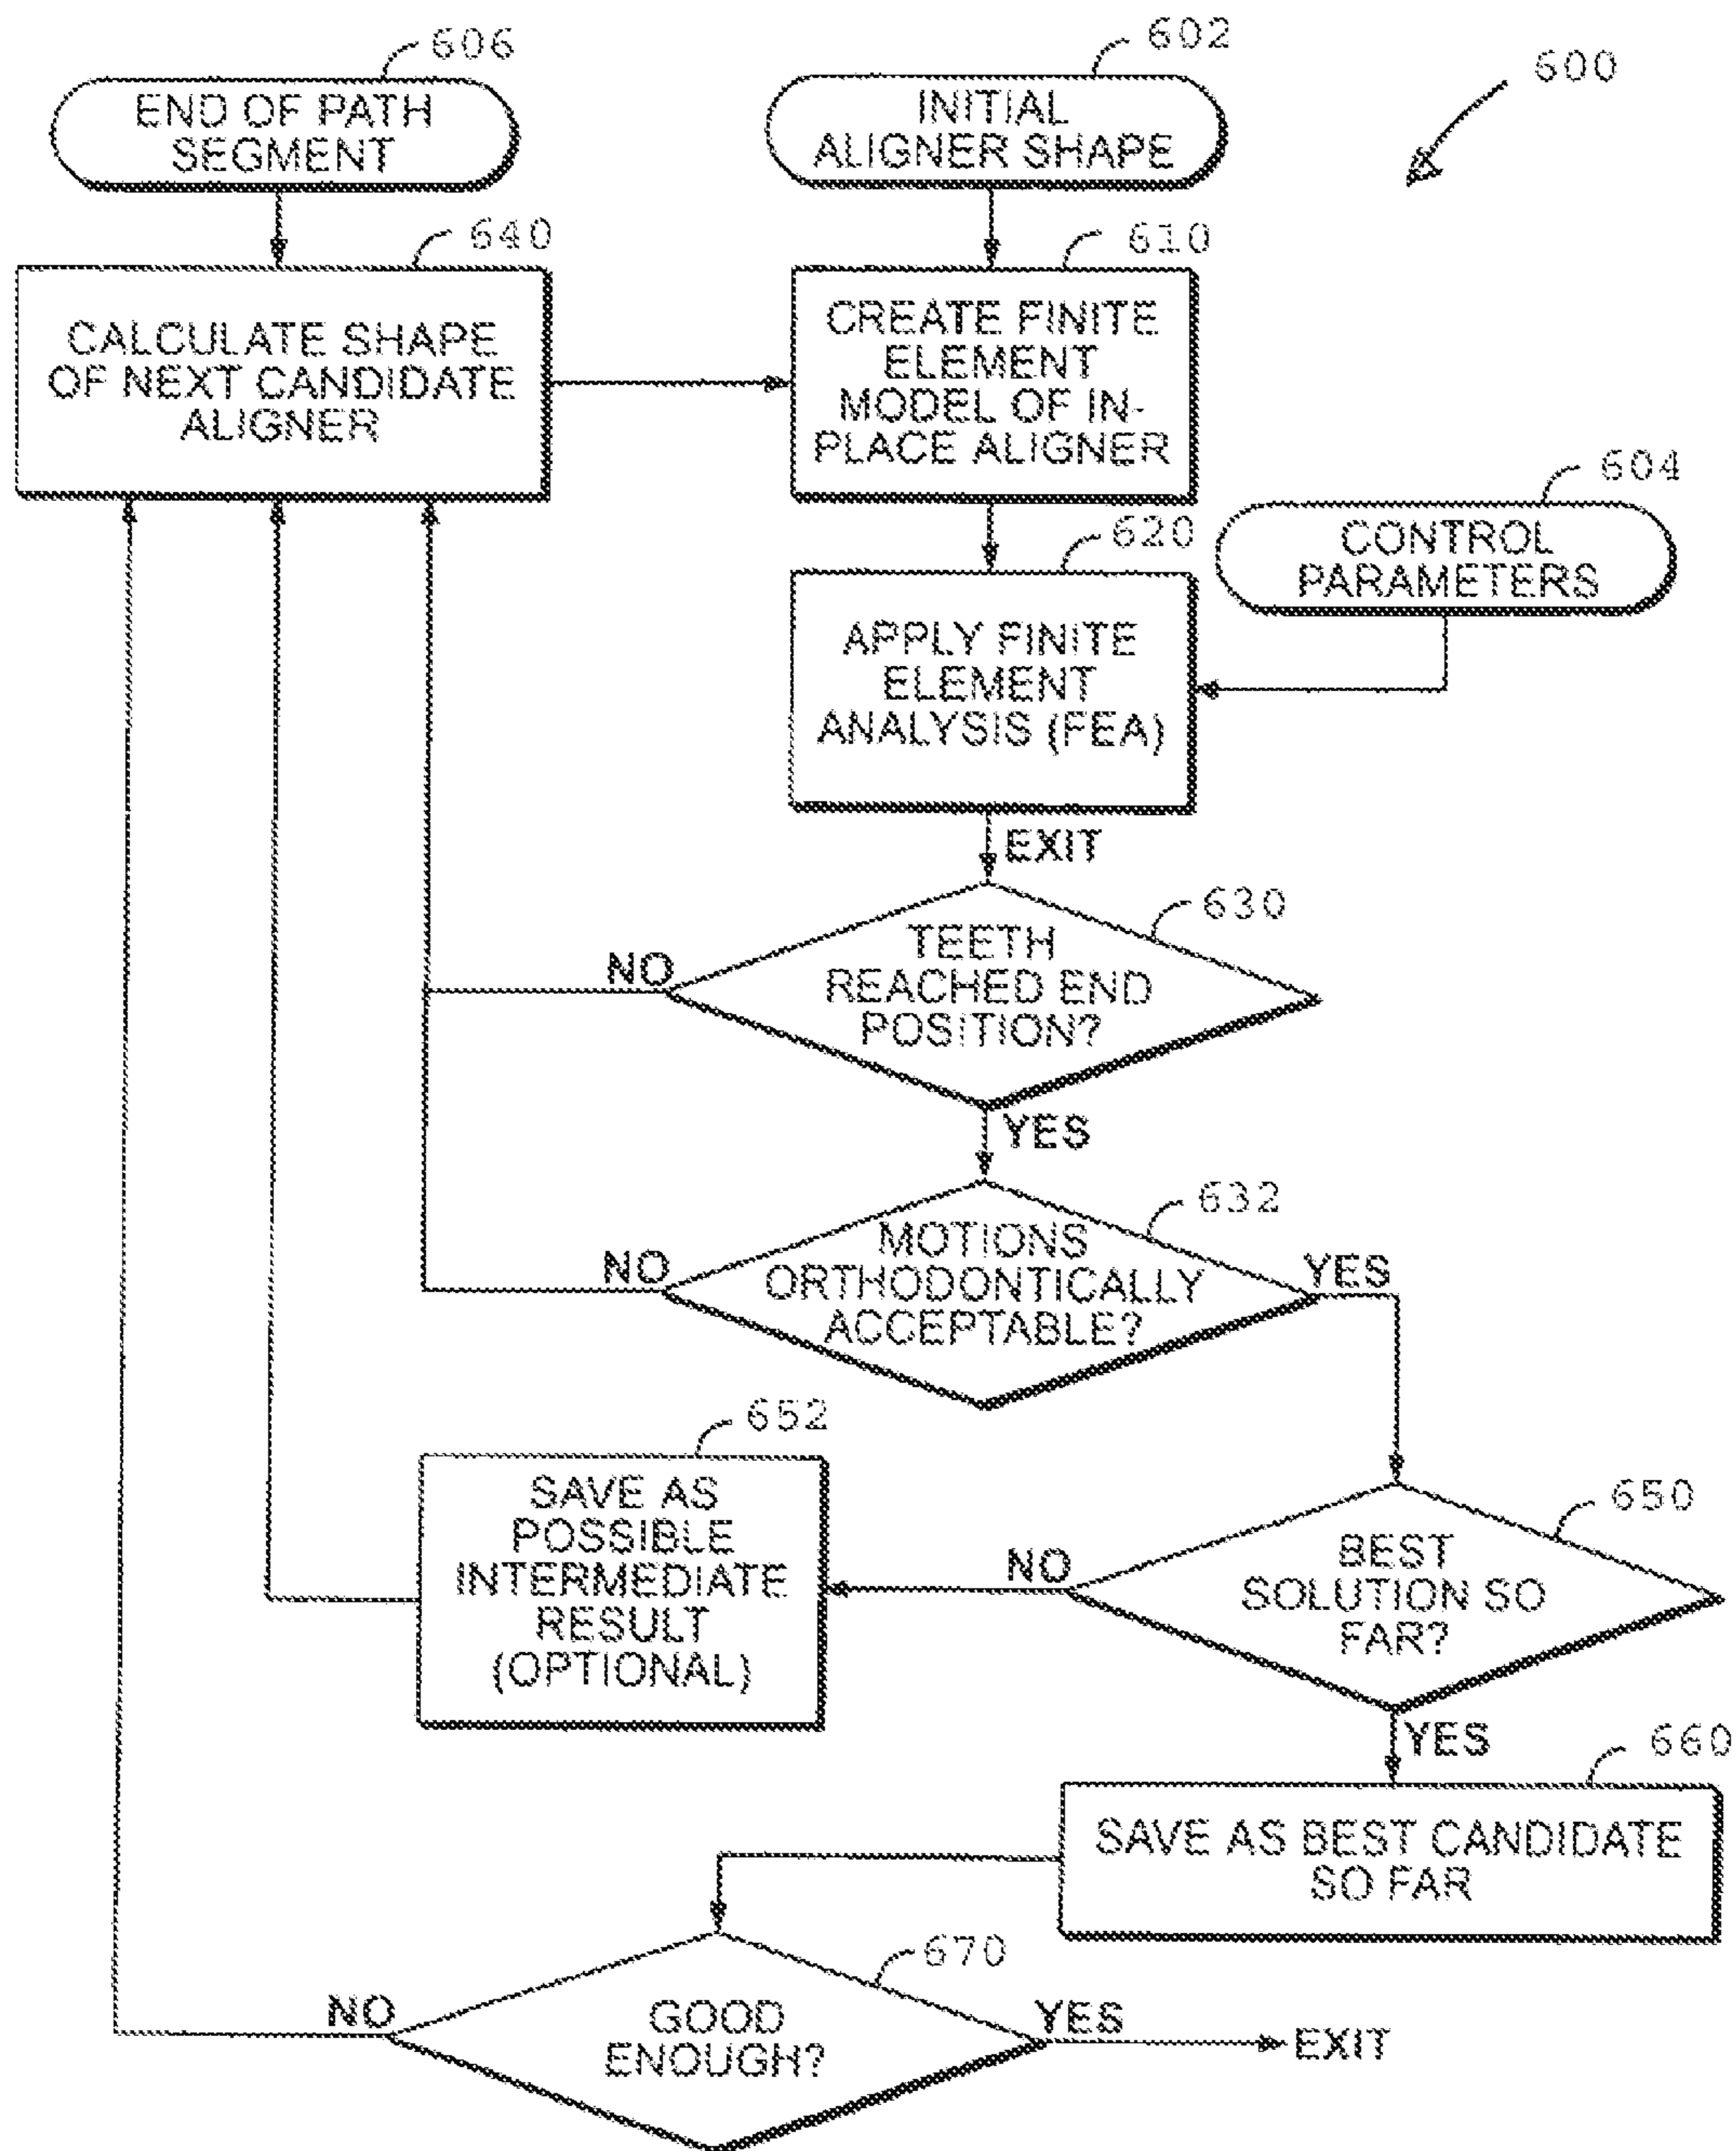 606
END OF PATH
SEGMENT
602
INITIAL
ALIGNER SHAPE
600
640
CALCULATE SHAPE
OF NEXT CANDIDATE
ALIGNER
610
CREATE FINITE
ELEMENT
MODEL OF IN-
PLACE ALIGNER
604
CONTROL
PARAMETERS
620
APPLY FINITE
ELEMENT
ANALYSIS (FEA)
EXIT
630
TEETH
REACHED END
POSITION?
NO
YES
632
MOTIONS
ORTHODONTICALLY
ACCEPTABLE?
NO
YES
652
SAVE AS
POSSIBLE
INTERMEDIATE
RESULT
(OPTIONAL)
650
BEST
SOLUTION SO
FAR?
NO
YES
660
SAVE AS BEST CANDIDATE
SO FAR
670
GOOD
ENOUGH?
NO
YES
EXIT